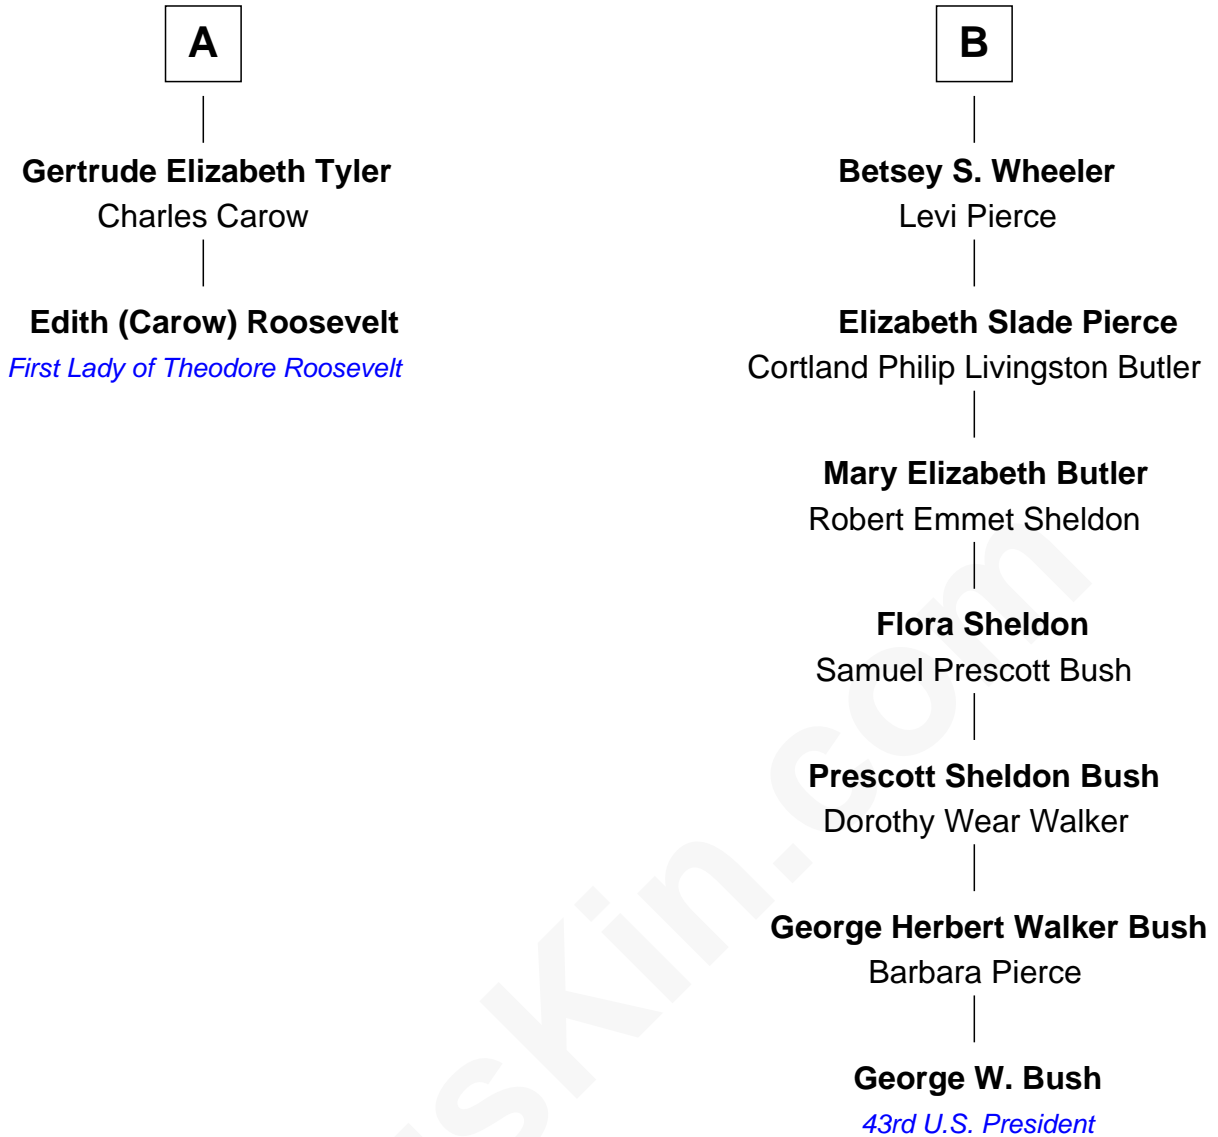 A
Gertrude Elizabeth Tyler
Charles Carow
Edith (Carow) Roosevelt
First Lady of Theodore Roosevelt
B
Betsey S. Wheeler
Levi Pierce
Elizabeth Slade Pierce
Cortland Philip Livingston Butler
Mary Elizabeth Butler
Robert Emmet Sheldon
Flora Sheldon
Samuel Prescott Bush
Prescott Sheldon Bush
Dorothy Wear Walker
George Herbert Walker Bush
Barbara Pierce
George W. Bush
43rd U.S. President
sKin.com